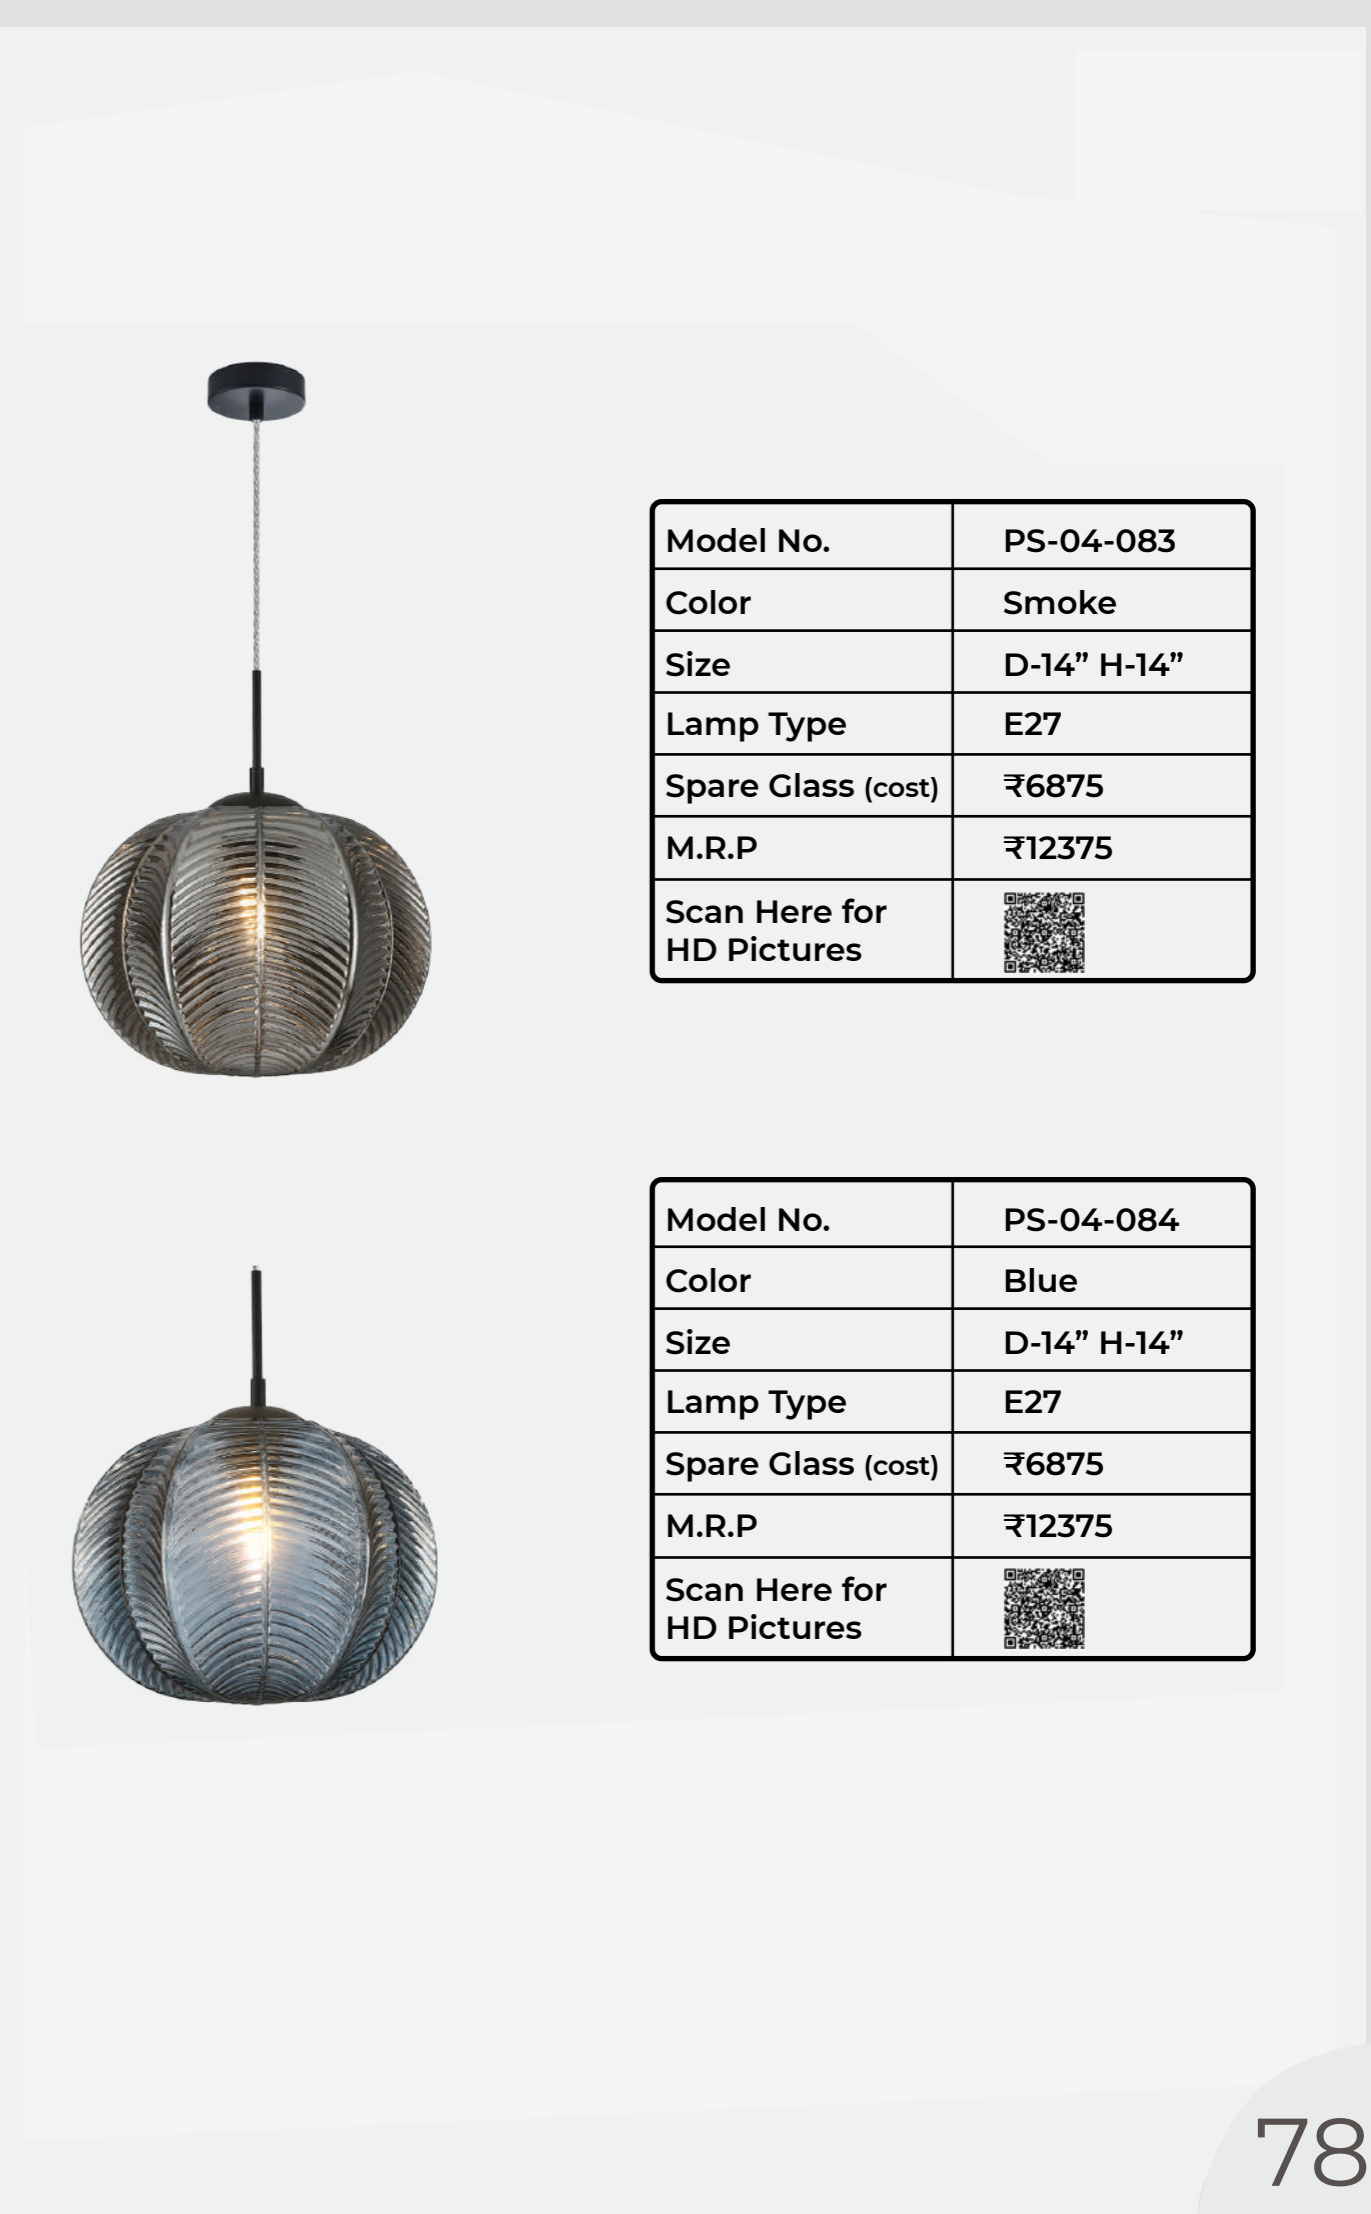 Model No. PS-04-083
Color Smoke
Size D-14” H-14”
Lamp Type E27
Spare Glass (cost) ₹6875
M.R.P ₹12375
Scan Here for
HD Pictures
Model No. PS-04-084
Color Blue
Size D-14” H-14”
Lamp Type E27
Spare Glass (cost) ₹6875
M.R.P ₹12375
Scan Here for
HD Pictures
78